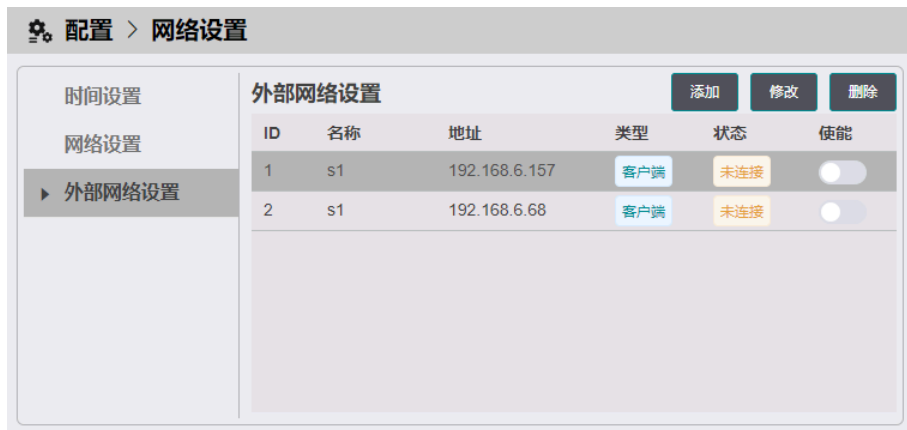 配置 > 网络设置
时间设置
网络设置
外部网络设置
外部网络设置 添加 修改 删除
ID 名称 地址 类型 状态 使能
1 s1 192.168.6.157 客户端 未连接
2 s1 192.168.6.68 客户端 未连接